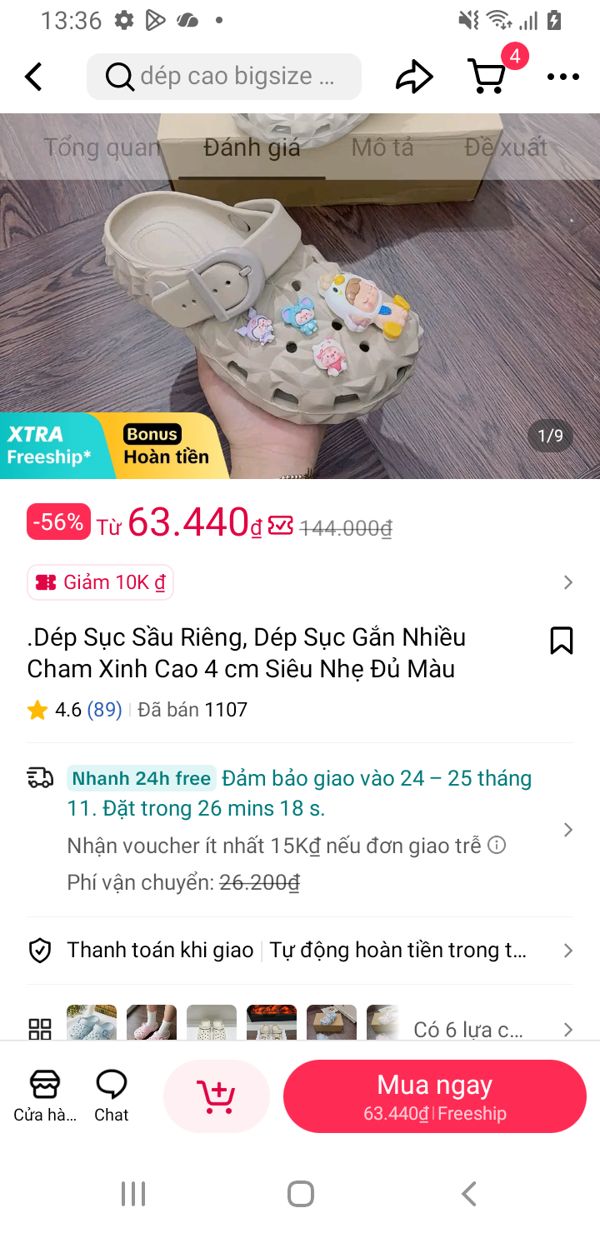 13:36
4
dép cao bigsize ...
Tổng quan Đánh giá Mô tả Đề xuất
XTRA
Freeship*
Bonus
Hoàn tiền
1/9
-56% Từ 63.440₫ 144.000₫
Giảm 10K ₫
.Dép Sục Sầu Riêng, Dép Sục Gắn Nhiều
Cham Xinh Cao 4 cm Siêu Nhẹ Đủ Màu
4.6 (89) Đã bán 1107
Nhanh 24h free Đảm bảo giao vào 24 – 25 tháng
11. Đặt trong 26 mins 18 s.
Nhận voucher ít nhất 15K₫ nếu đơn giao trễ
Phí vận chuyển: 26.200₫
Thanh toán khi giao Tự động hoàn tiền trong t...
Có 6 lựa c...
Cửa hà...
Chat
Mua ngay
63.440₫ Freeship